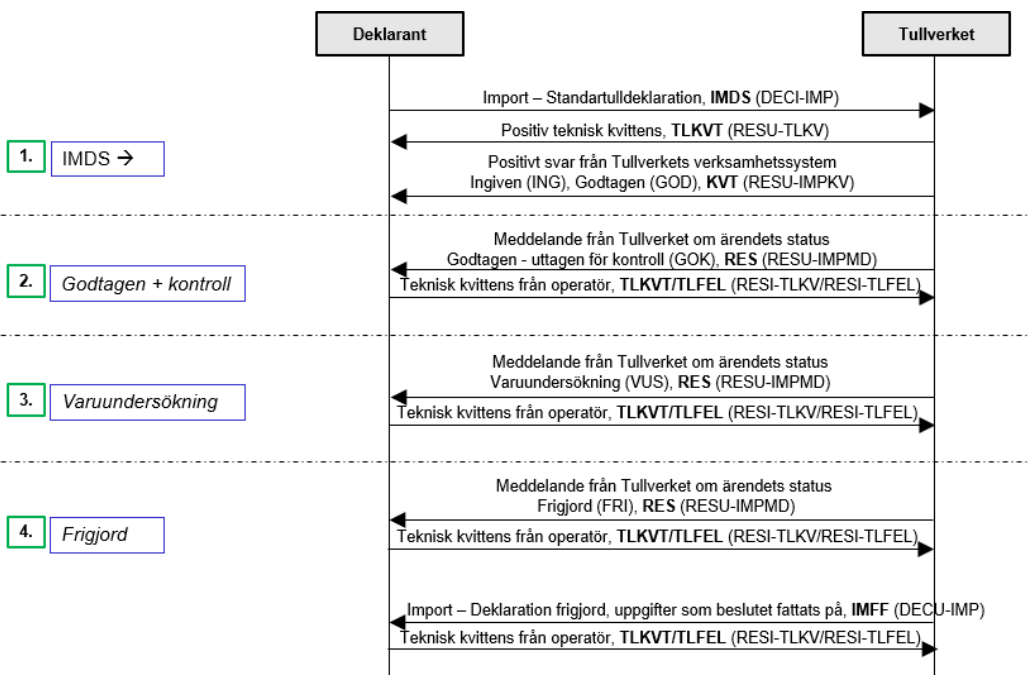 Deklarant
Tullverket
Import – Standartulldeklaration, IMDS (DECI-IMP)
Positiv teknisk kvittens, TLKVT (RESU-TLKV)
1.
IMDS →
Positivt svar från Tullverkets verksamhetssystem
Ingiven (ING), Godtagen (GOD), KVT (RESU-IMPKV)
Meddelande från Tullverket om ärendets status
Godtagen - uttagen för kontroll (GOK), RES (RESU-IMPMD)
2.
Godtagen + kontroll
Teknisk kvittens från operatör, TLKVT/TLFEL (RESI-TLKV/RESI-TLFEL)
Meddelande från Tullverket om ärendets status
Varuundersökning (VUS), RES (RESU-IMPMD)
3.
Varuundersökning
Teknisk kvittens från operatör, TLKVT/TLFEL (RESI-TLKV/RESI-TLFEL)
Meddelande från Tullverket om ärendets status
Frigjord (FRI), RES (RESU-IMPMD)
4.
Frigjord
Teknisk kvittens från operatör, TLKVT/TLFEL (RESI-TLKV/RESI-TLFEL)
Import – Deklaration frigjord, uppgifter som beslutet fattats på, IMFF (DECU-IMP)
Teknisk kvittens från operatör, TLKVT/TLFEL (RESI-TLKV/RESI-TLFEL)